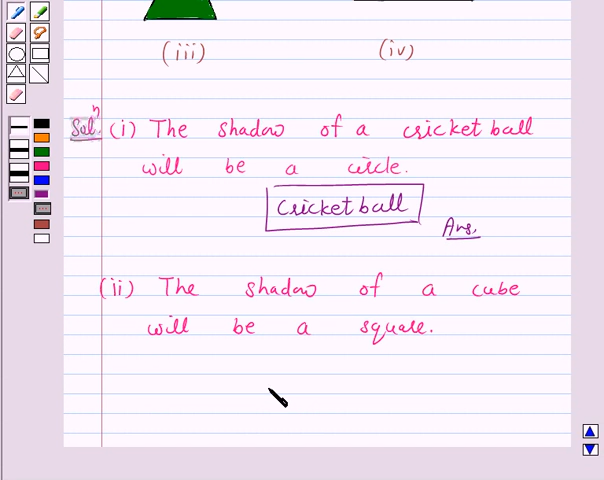 (iii) (iv)
Solⁿ. (i) The shadow of a cricket ball
will be a circle.
Cricket ball
Ans.
(ii) The shadow of a cube
will be a square.